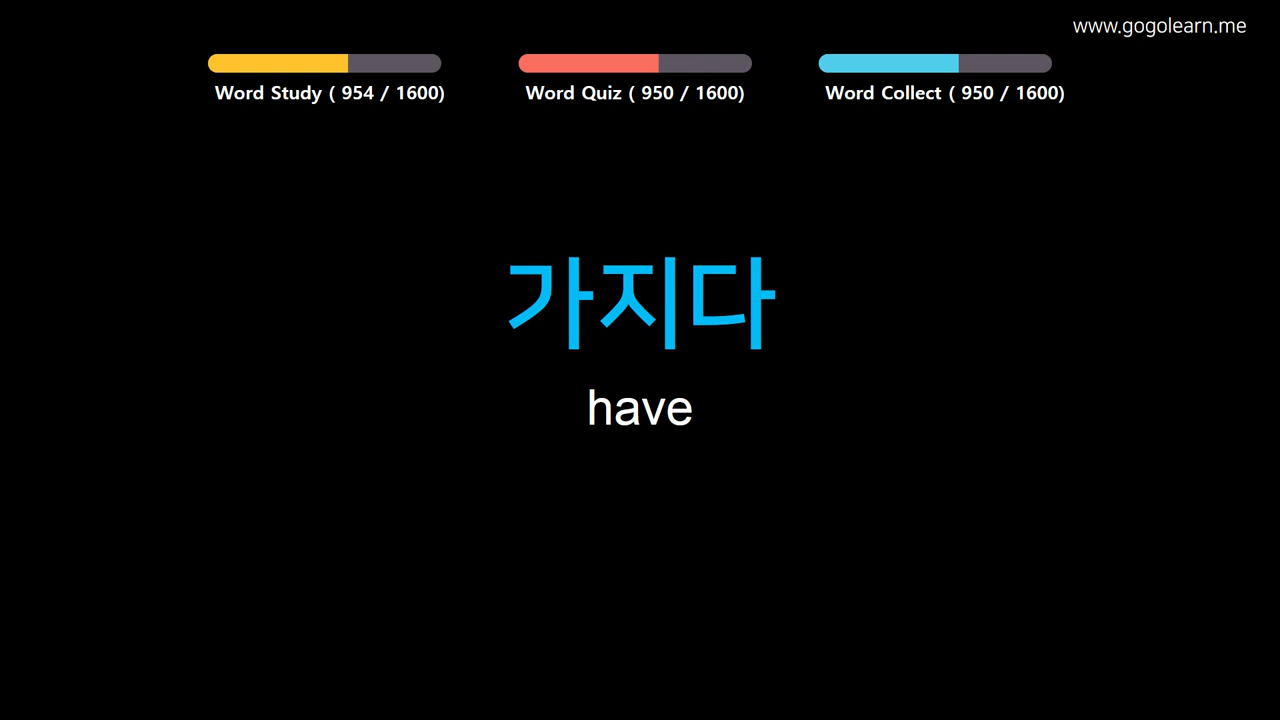 www.gogolearn.me
Word Study ( 954 / 1600)
Word Quiz ( 950 / 1600)
Word Collect ( 950 / 1600)
가지다
have